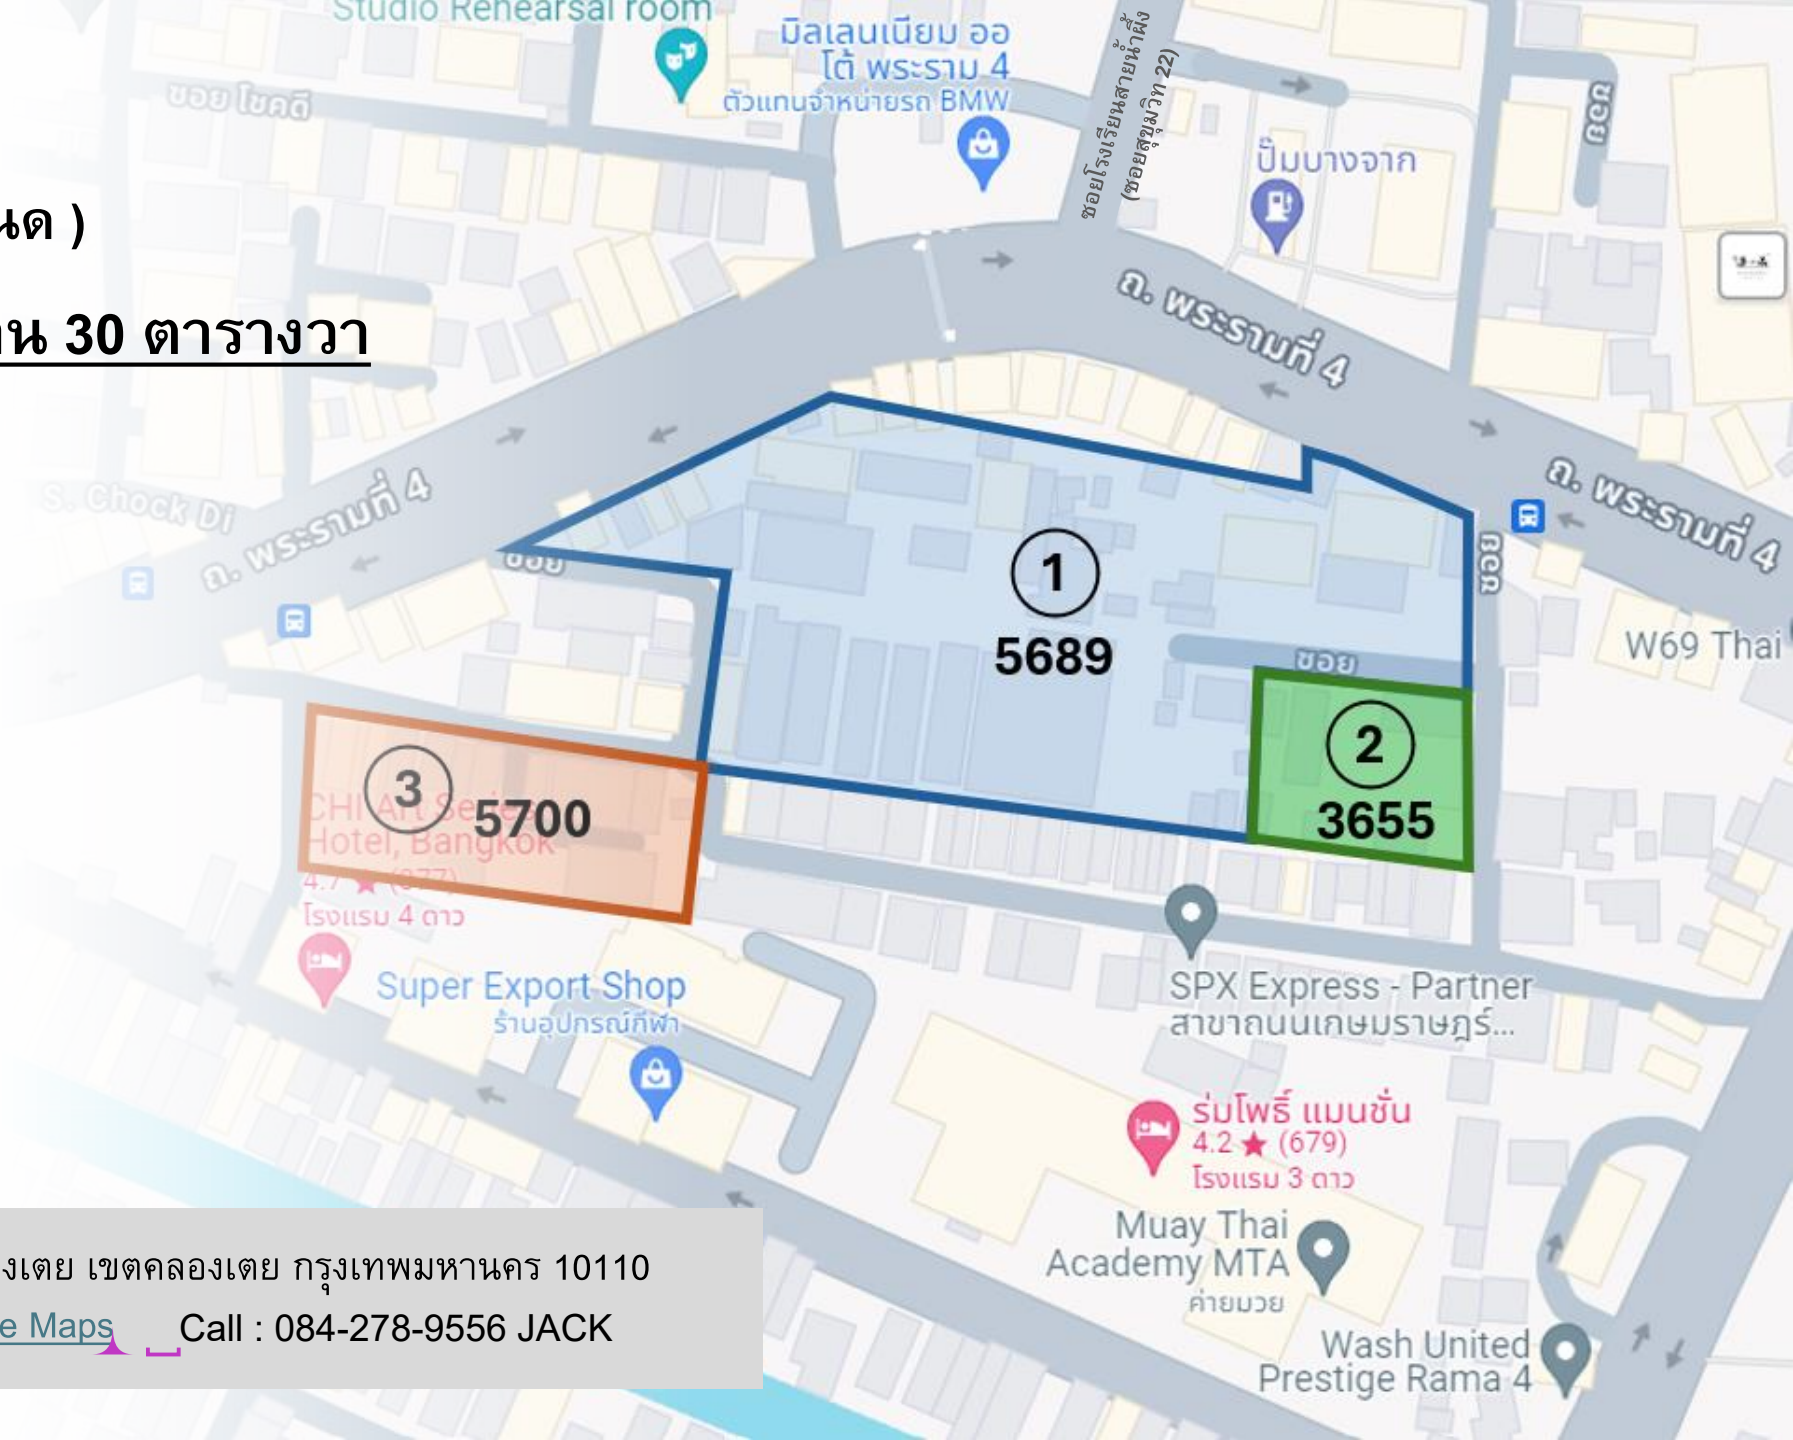 Studio Rehearsal room
มิลเลนเนียม ออ
โต้ พระราม 4
ตัวแทนจำหน่ายรถ BMW
ซอยโรงเรียนสายน้ำผึ้ง
(ซอยสุขุมวิท 22)
ซอย โชคดี
ซอย
ปั๊มบางจาก
นด )
น 30 ตารางวา
ถ. พระรามที่ 4
ถ. พระรามที่ 4
S. Chock Di
ถ. พระรามที่ 4
ซอย
ซอย
1
5689
ซอย
W69 Thai
2
3655
3
5700
CHI Art Series
Hotel, Bangkok
4.7 ★ (877)
โรงแรม 4 ดาว
Super Export Shop
ร้านอุปกรณ์กีฬา
SPX Express - Partner
สาขาถนนเกษมราษฎร์...
ร่มโพธิ์ แมนชั่น
4.2 ★ (679)
โรงแรม 3 ดาว
Muay Thai
Academy MTA
ค่ายมวย
Wash United
Prestige Rama 4
งเตย เขตคลองเตย กรุงเทพมหานคร 10110
e Maps Call : 084-278-9556 JACK